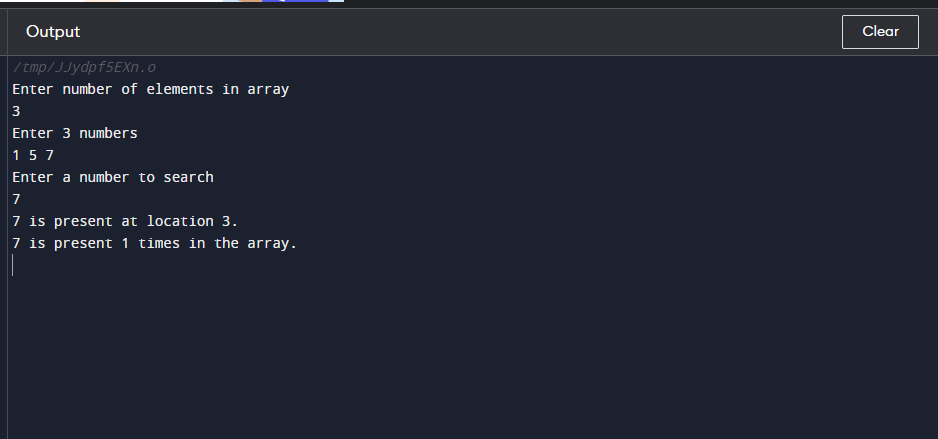 Output
Clear
/tmp/JJydpf5EXn.o
Enter number of elements in array
3
Enter 3 numbers
1 5 7
Enter a number to search
7
7 is present at location 3.
7 is present 1 times in the array.